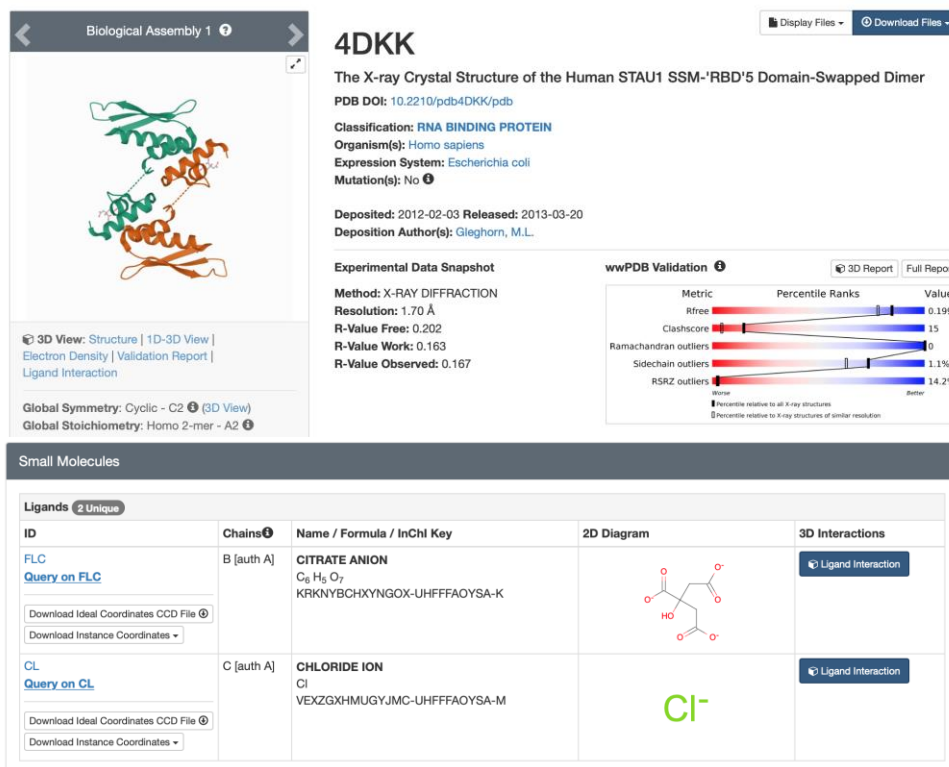 Biological Assembly 1
Display Files
Download Files
4DKK
The X-ray Crystal Structure of the Human STAU1 SSM-'RBD'5 Domain-Swapped Dimer
PDB DOI: 10.2210/pdb4DKK/pdb
Classification: RNA BINDING PROTEIN
Organism(s): Homo sapiens
Expression System: Escherichia coli
Mutation(s): No
Deposited: 2012-02-03 Released: 2013-03-20
Deposition Author(s): Gleghorn, M.L.
Experimental Data Snapshot
Method: X-RAY DIFFRACTION
Resolution: 1.70 Å
R-Value Free: 0.202
R-Value Work: 0.163
R-Value Observed: 0.167
wwPDB Validation
3D Report
Full Repor
Metric Percentile Ranks Value
Rfree 0.199
Clashscore 15
Ramachandran outliers 0
Sidechain outliers 1.1%
RSRZ outliers 14.2%
Worse Better
Percentile relative to all X-ray structures
Percentile relative to X-ray structures of similar resolution
3D View: Structure | 1D-3D View |
Electron Density | Validation Report |
Ligand Interaction
Global Symmetry: Cyclic - C2 (3D View)
Global Stoichiometry: Homo 2-mer - A2
Small Molecules
Ligands 2 Unique
ID Chains Name / Formula / InChI Key 2D Diagram 3D Interactions
FLC
Query on FLC
Download Ideal Coordinates CCD File
Download Instance Coordinates
B [auth A]
CITRATE ANION
C6 H5 O7
KRKNYBCHXYNGOX-UHFFFAOYSA-K
O
O-
O-
O
HO
O
O-
Ligand Interaction
CL
Query on CL
Download Ideal Coordinates CCD File
Download Instance Coordinates
C [auth A]
CHLORIDE ION
Cl
VEXZGXHMUGYJMC-UHFFFAOYSA-M
Cl-
Ligand Interaction